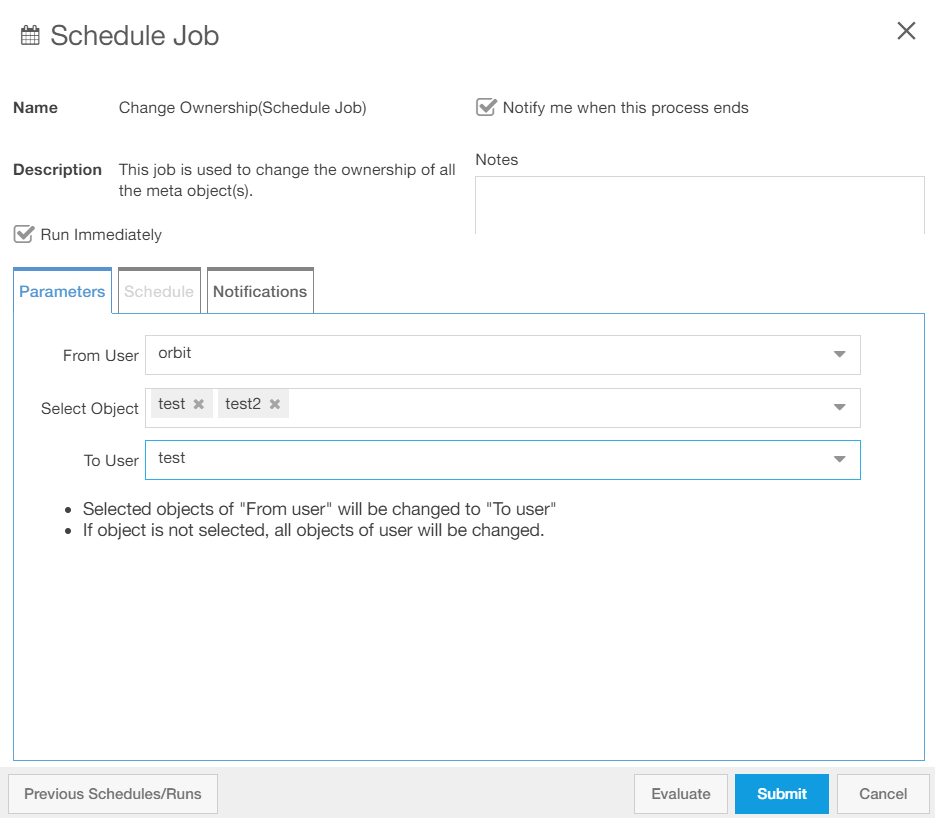 Schedule Job
Name
Change Ownership(Schedule Job)
Notify me when this process ends
Description
This job is used to change the ownership of all
the meta object(s).
Notes
Run Immediately
Parameters
Schedule
Notifications
From User
orbit
Select Object
test
test2
To User
test
Selected objects of "From user" will be changed to "To user"
If object is not selected, all objects of user will be changed.
Previous Schedules/Runs
Evaluate
Submit
Cancel